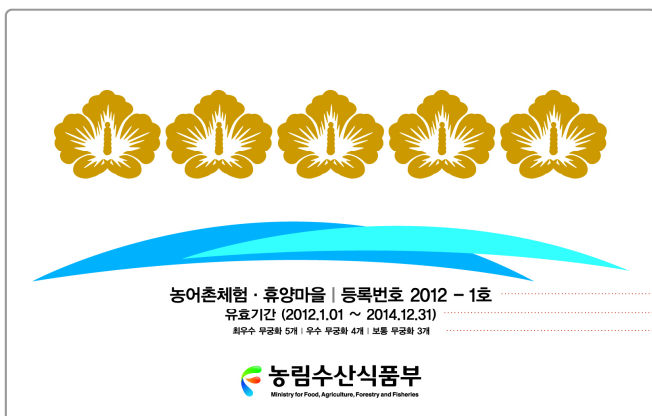 농어촌체험 · 휴양마을 | 등록번호 2012 - 1호
유효기간 (2012.1.01 ~ 2014.12.31)
최우수 무궁화 5개 | 우수 무궁화 4개 | 보통 무궁화 3개
농림수산식품부
Ministry for Food, Agriculture, Forestry and Fisheries